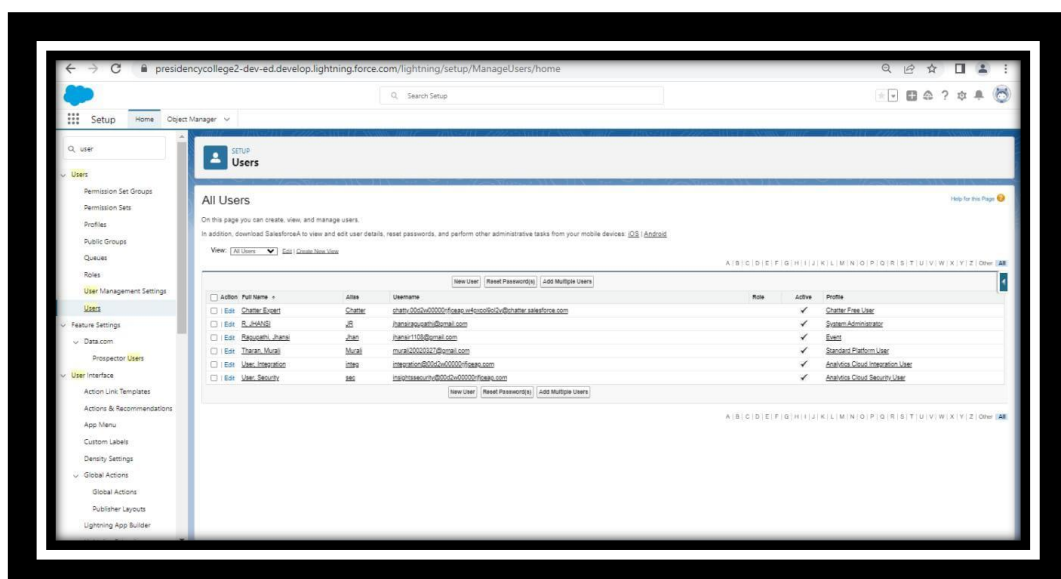 presidencycollege2-dev-ed.develop.lightning.force.com/lightning/setup/ManageUsers/home
Search Setup
Setup Home Object Manager
user
SETUP
Users
Users
Permission Set Groups
Permission Sets
Profiles
Public Groups
Queues
Roles
User Management Settings
Users
Feature Settings
Data.com
Prospector Users
User Interface
Action Link Templates
Actions & Recommendations
App Menu
Custom Labels
Density Settings
Global Actions
Global Actions
Publisher Layouts
Lightning App Builder
All Users
Help for this Page
On this page you can create, view, and manage users.
In addition, download SalesforceA to view and edit user details, reset passwords, and perform other administrative tasks from your mobile devices: iOS | Android
View: All Users Edit | Create New View
A | B | C | D | E | F | G | H | I | J | K | L | M | N | O | P | Q | R | S | T | U | V | W | X | Y | Z | Other All
New User Reset Password(s) Add Multiple Users
Action Full Name Alias Username Role Active Profile
Edit Chatter Expert Chatter Chatter Free User
Edit R, JHANSI JR jhansiragupathi@gmail.com System Administrator
Edit Ragupathi, Jhansi Jhan jhansir1108@gmail.com Event
Edit Tharan, Murali Murali murali20020327@gmail.com Standard Platform User
Edit User, Integration integ Analytics Cloud Integration User
Edit User, Security sec Analytics Cloud Security User
New User Reset Password(s) Add Multiple Users
A | B | C | D | E | F | G | H | I | J | K | L | M | N | O | P | Q | R | S | T | U | V | W | X | Y | Z | Other All